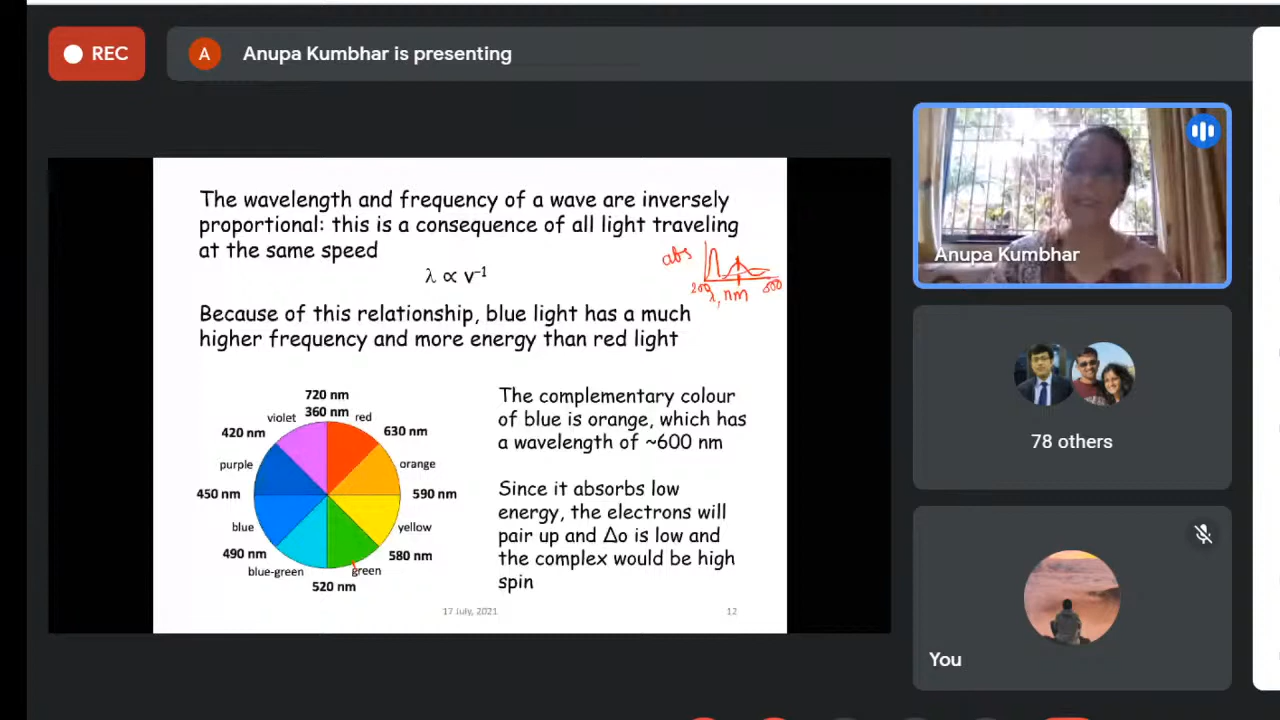 REC
A
Anupa Kumbhar is presenting
The wavelength and frequency of a wave are inversely
proportional: this is a consequence of all light traveling
at the same speed
λ ∝ v⁻¹
abs
200
λ, nm
800
Because of this relationship, blue light has a much
higher frequency and more energy than red light
720 nm
360 nm
violet
red
420 nm
630 nm
purple
orange
450 nm
590 nm
blue
yellow
490 nm
580 nm
blue-green
green
520 nm
The complementary colour
of blue is orange, which has
a wavelength of ~600 nm
Since it absorbs low
energy, the electrons will
pair up and Δo is low and
the complex would be high
spin
17 July, 2021
12
Anupa Kumbhar
78 others
You